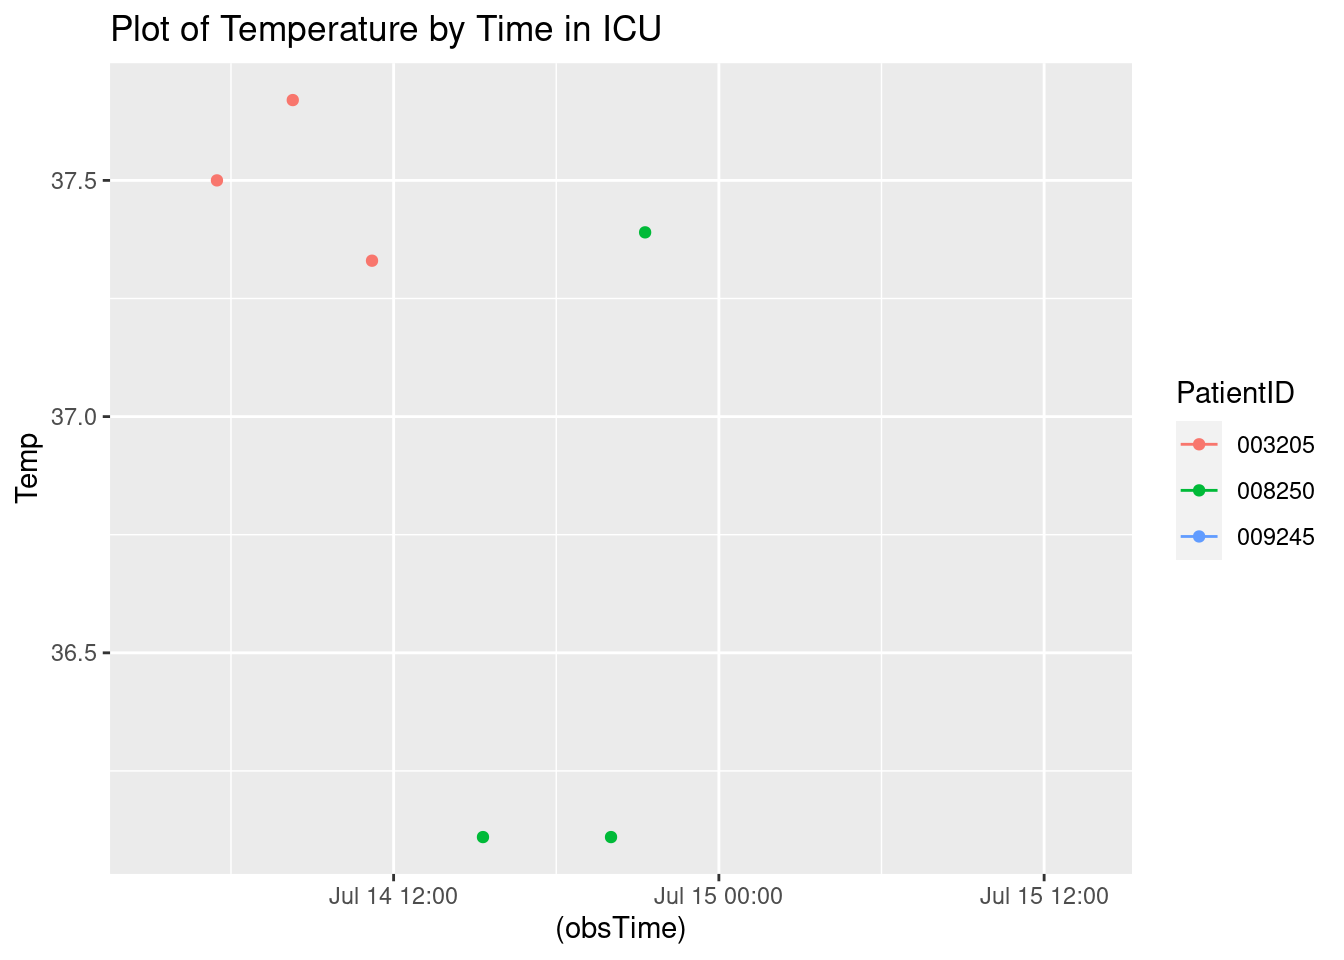 Plot of Temperature by Time in ICU
37.5
37.0
36.5
Temp
Jul 14 12:00
Jul 15 00:00
Jul 15 12:00
(obsTime)
PatientID
003205
008250
009245